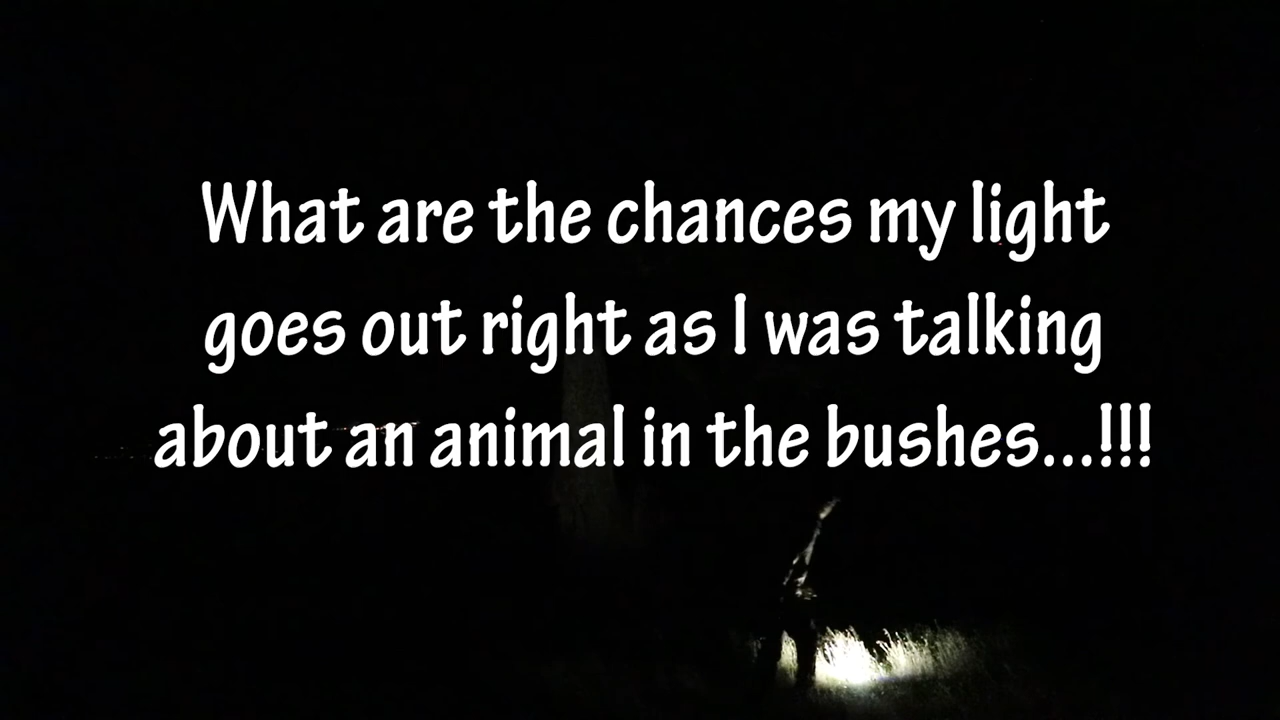 What are the chances my light
goes out right as I was talking
about an animal in the bushes...!!!